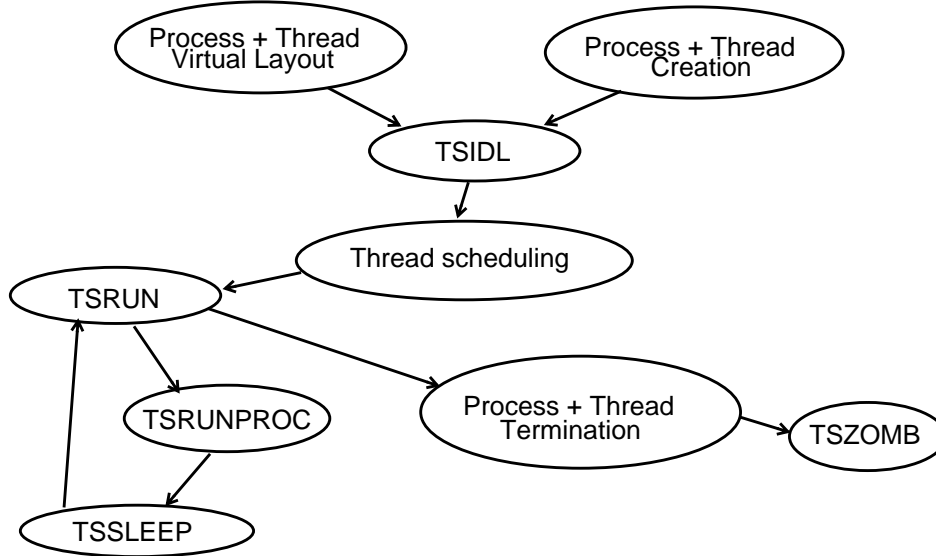 Process + Thread
Virtual Layout
Process + Thread
Creation
TSIDL
Thread scheduling
TSRUN
TSRUNPROC
Process + Thread
Termination
TSZOMB
TSSLEEP